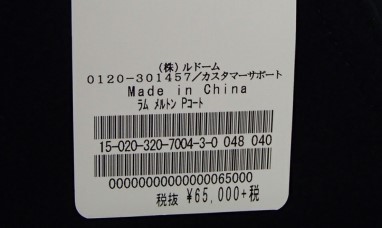 (株)ルドーム
0120-301457/カスタマーサポート
Made in China
ラム メルトン Pコート
15-020-320-7004-3-0 048 040
00000000000000065000
税抜 ¥65,000+税